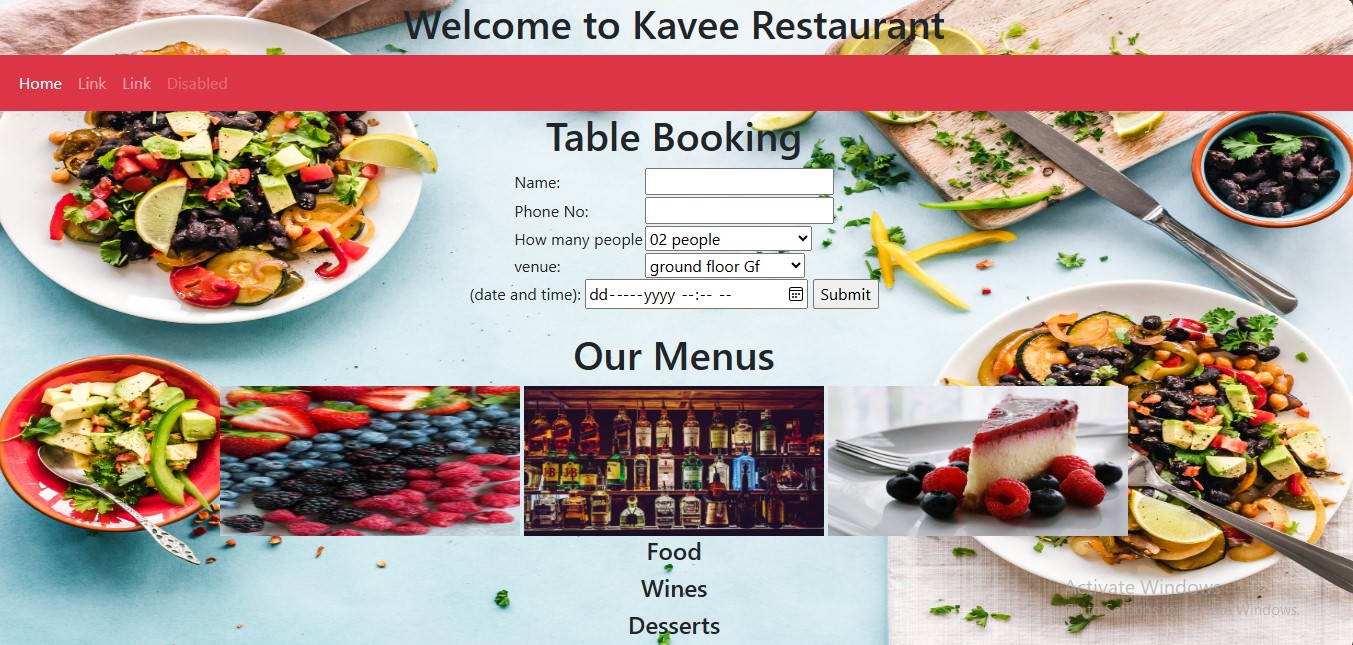 Welcome to Kavee Restaurant
Home Link Link Disabled
Table Booking
Name:
Phone No:
How many people 02 people
venue: ground floor Gf
(date and time): dd-----yyyy --:-- -- Submit
Our Menus
Food
Wines
Desserts
Activate Windows
Windows.